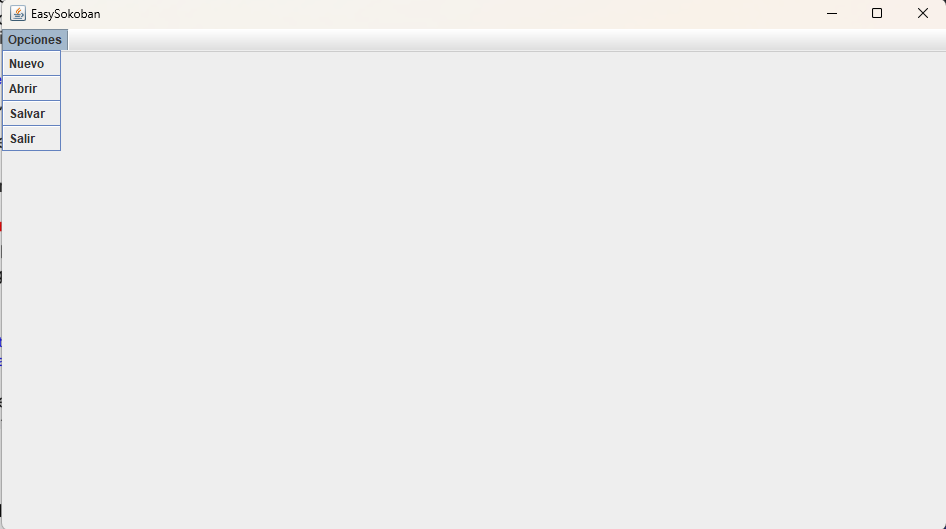 EasySokoban
Opciones
Nuevo
Abrir
Salvar
Salir